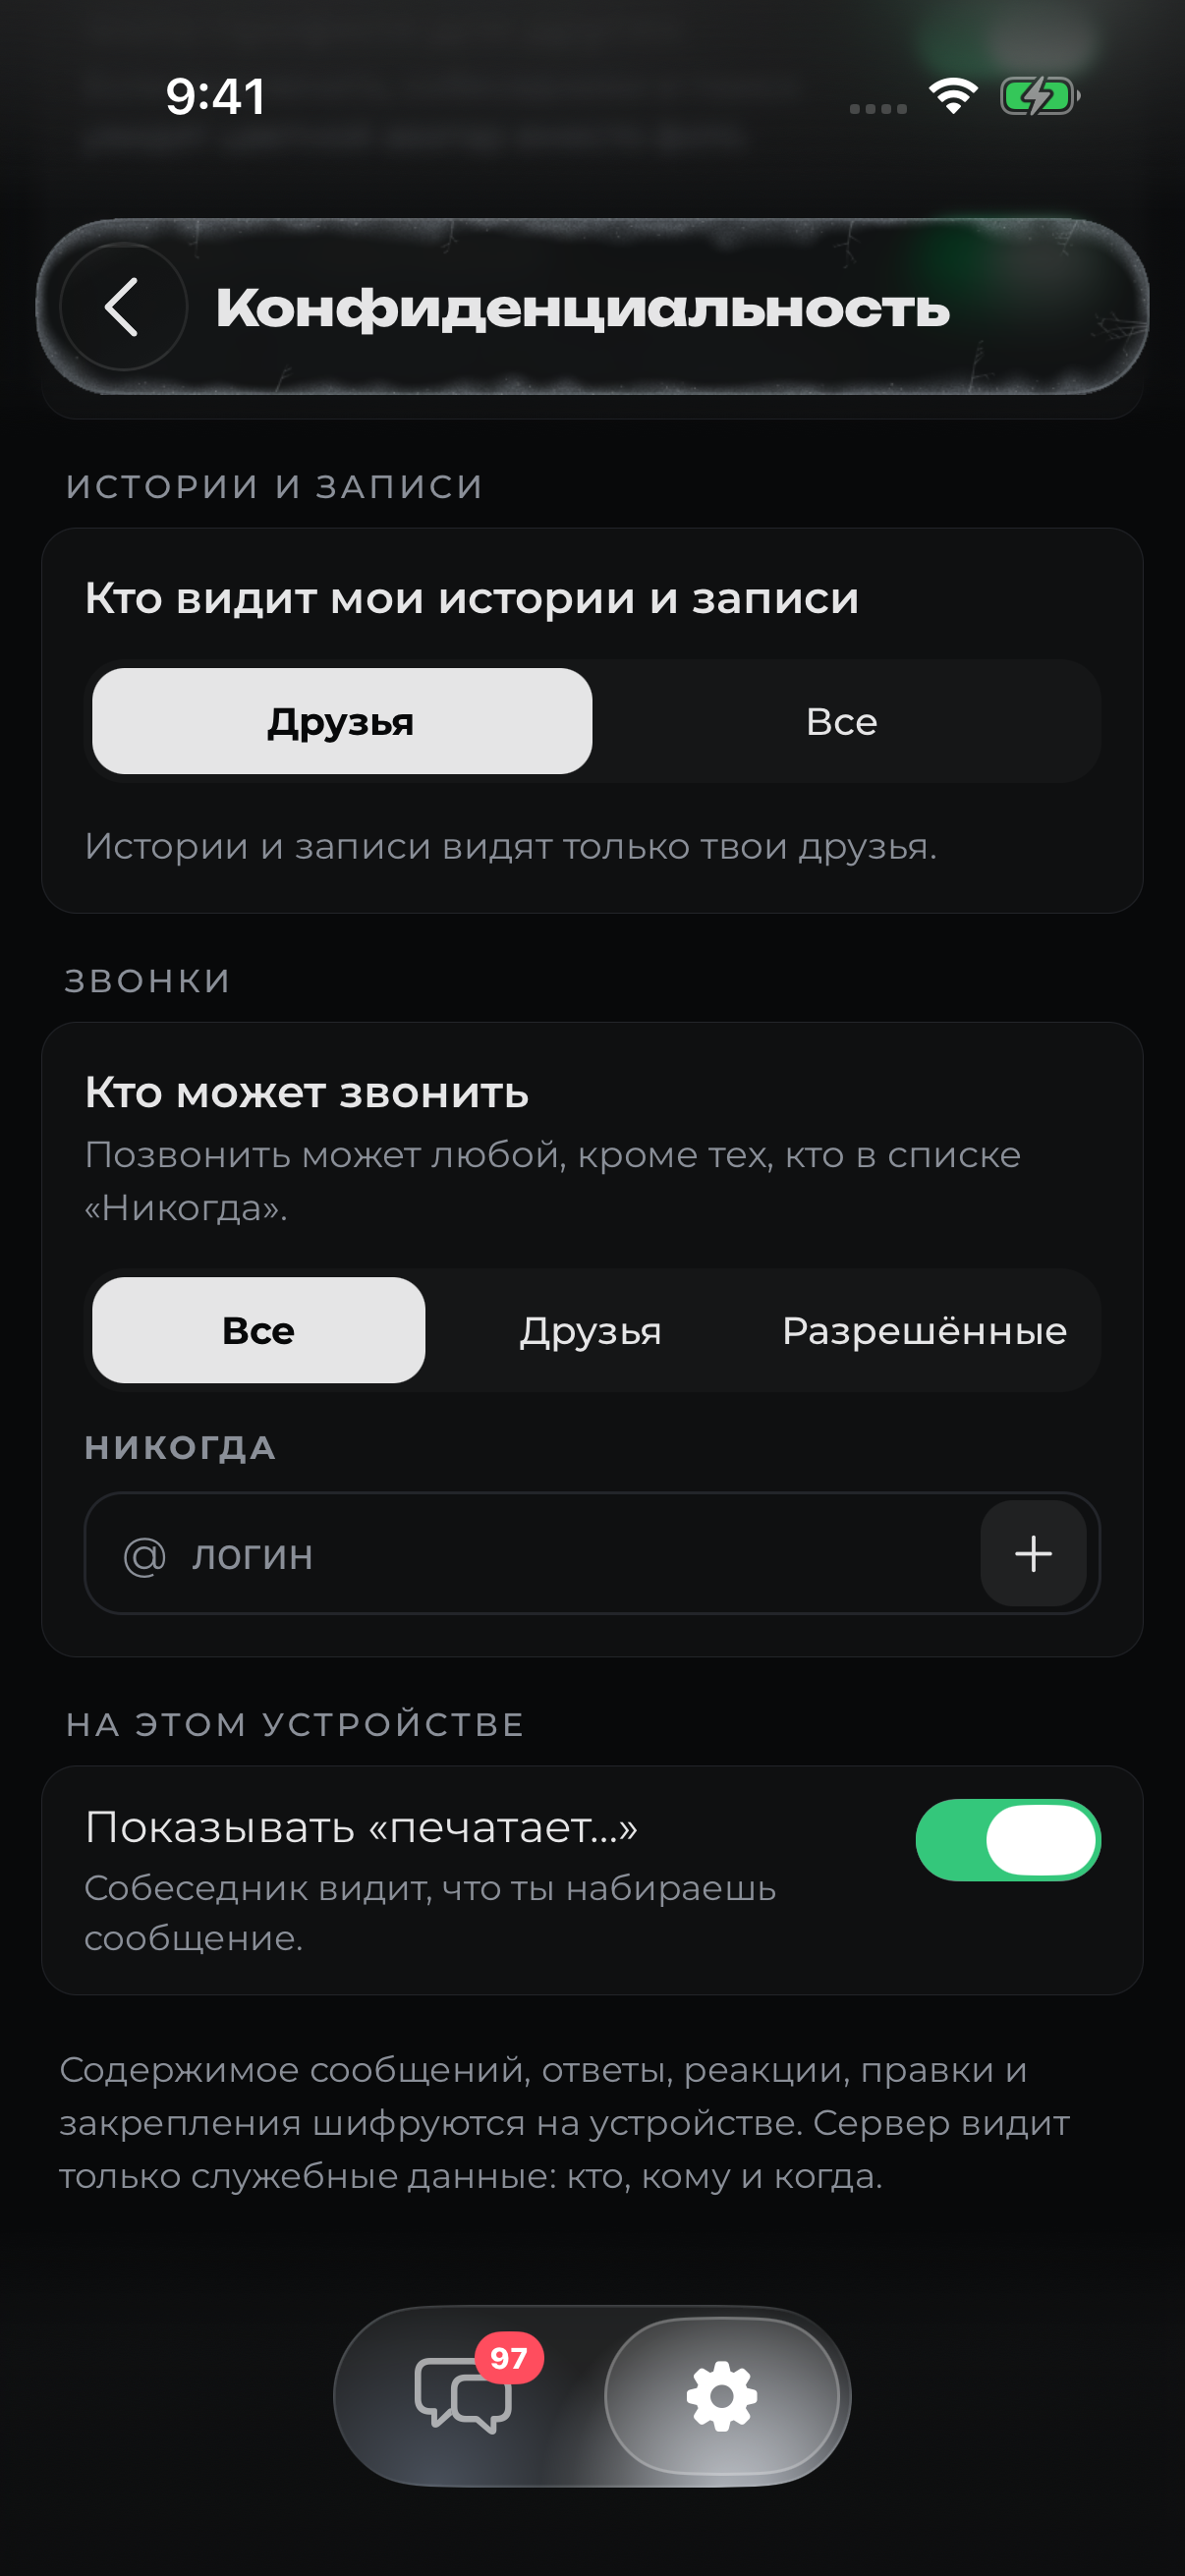 9:41
Конфиденциальность
ИСТОРИИ И ЗАПИСИ
Кто видит мои истории и записи
Друзья
Все
Истории и записи видят только твои друзья.
ЗВОНКИ
Кто может звонить
Позвонить может любой, кроме тех, кто в списке
«Никогда».
Все
Друзья
Разрешённые
НИКОГДА
@ логин
НА ЭТОМ УСТРОЙСТВЕ
Показывать «печатает...»
Собеседник видит, что ты набираешь
сообщение.
Содержимое сообщений, ответы, реакции, правки и
закрепления шифруются на устройстве. Сервер видит
только служебные данные: кто, кому и когда.
97